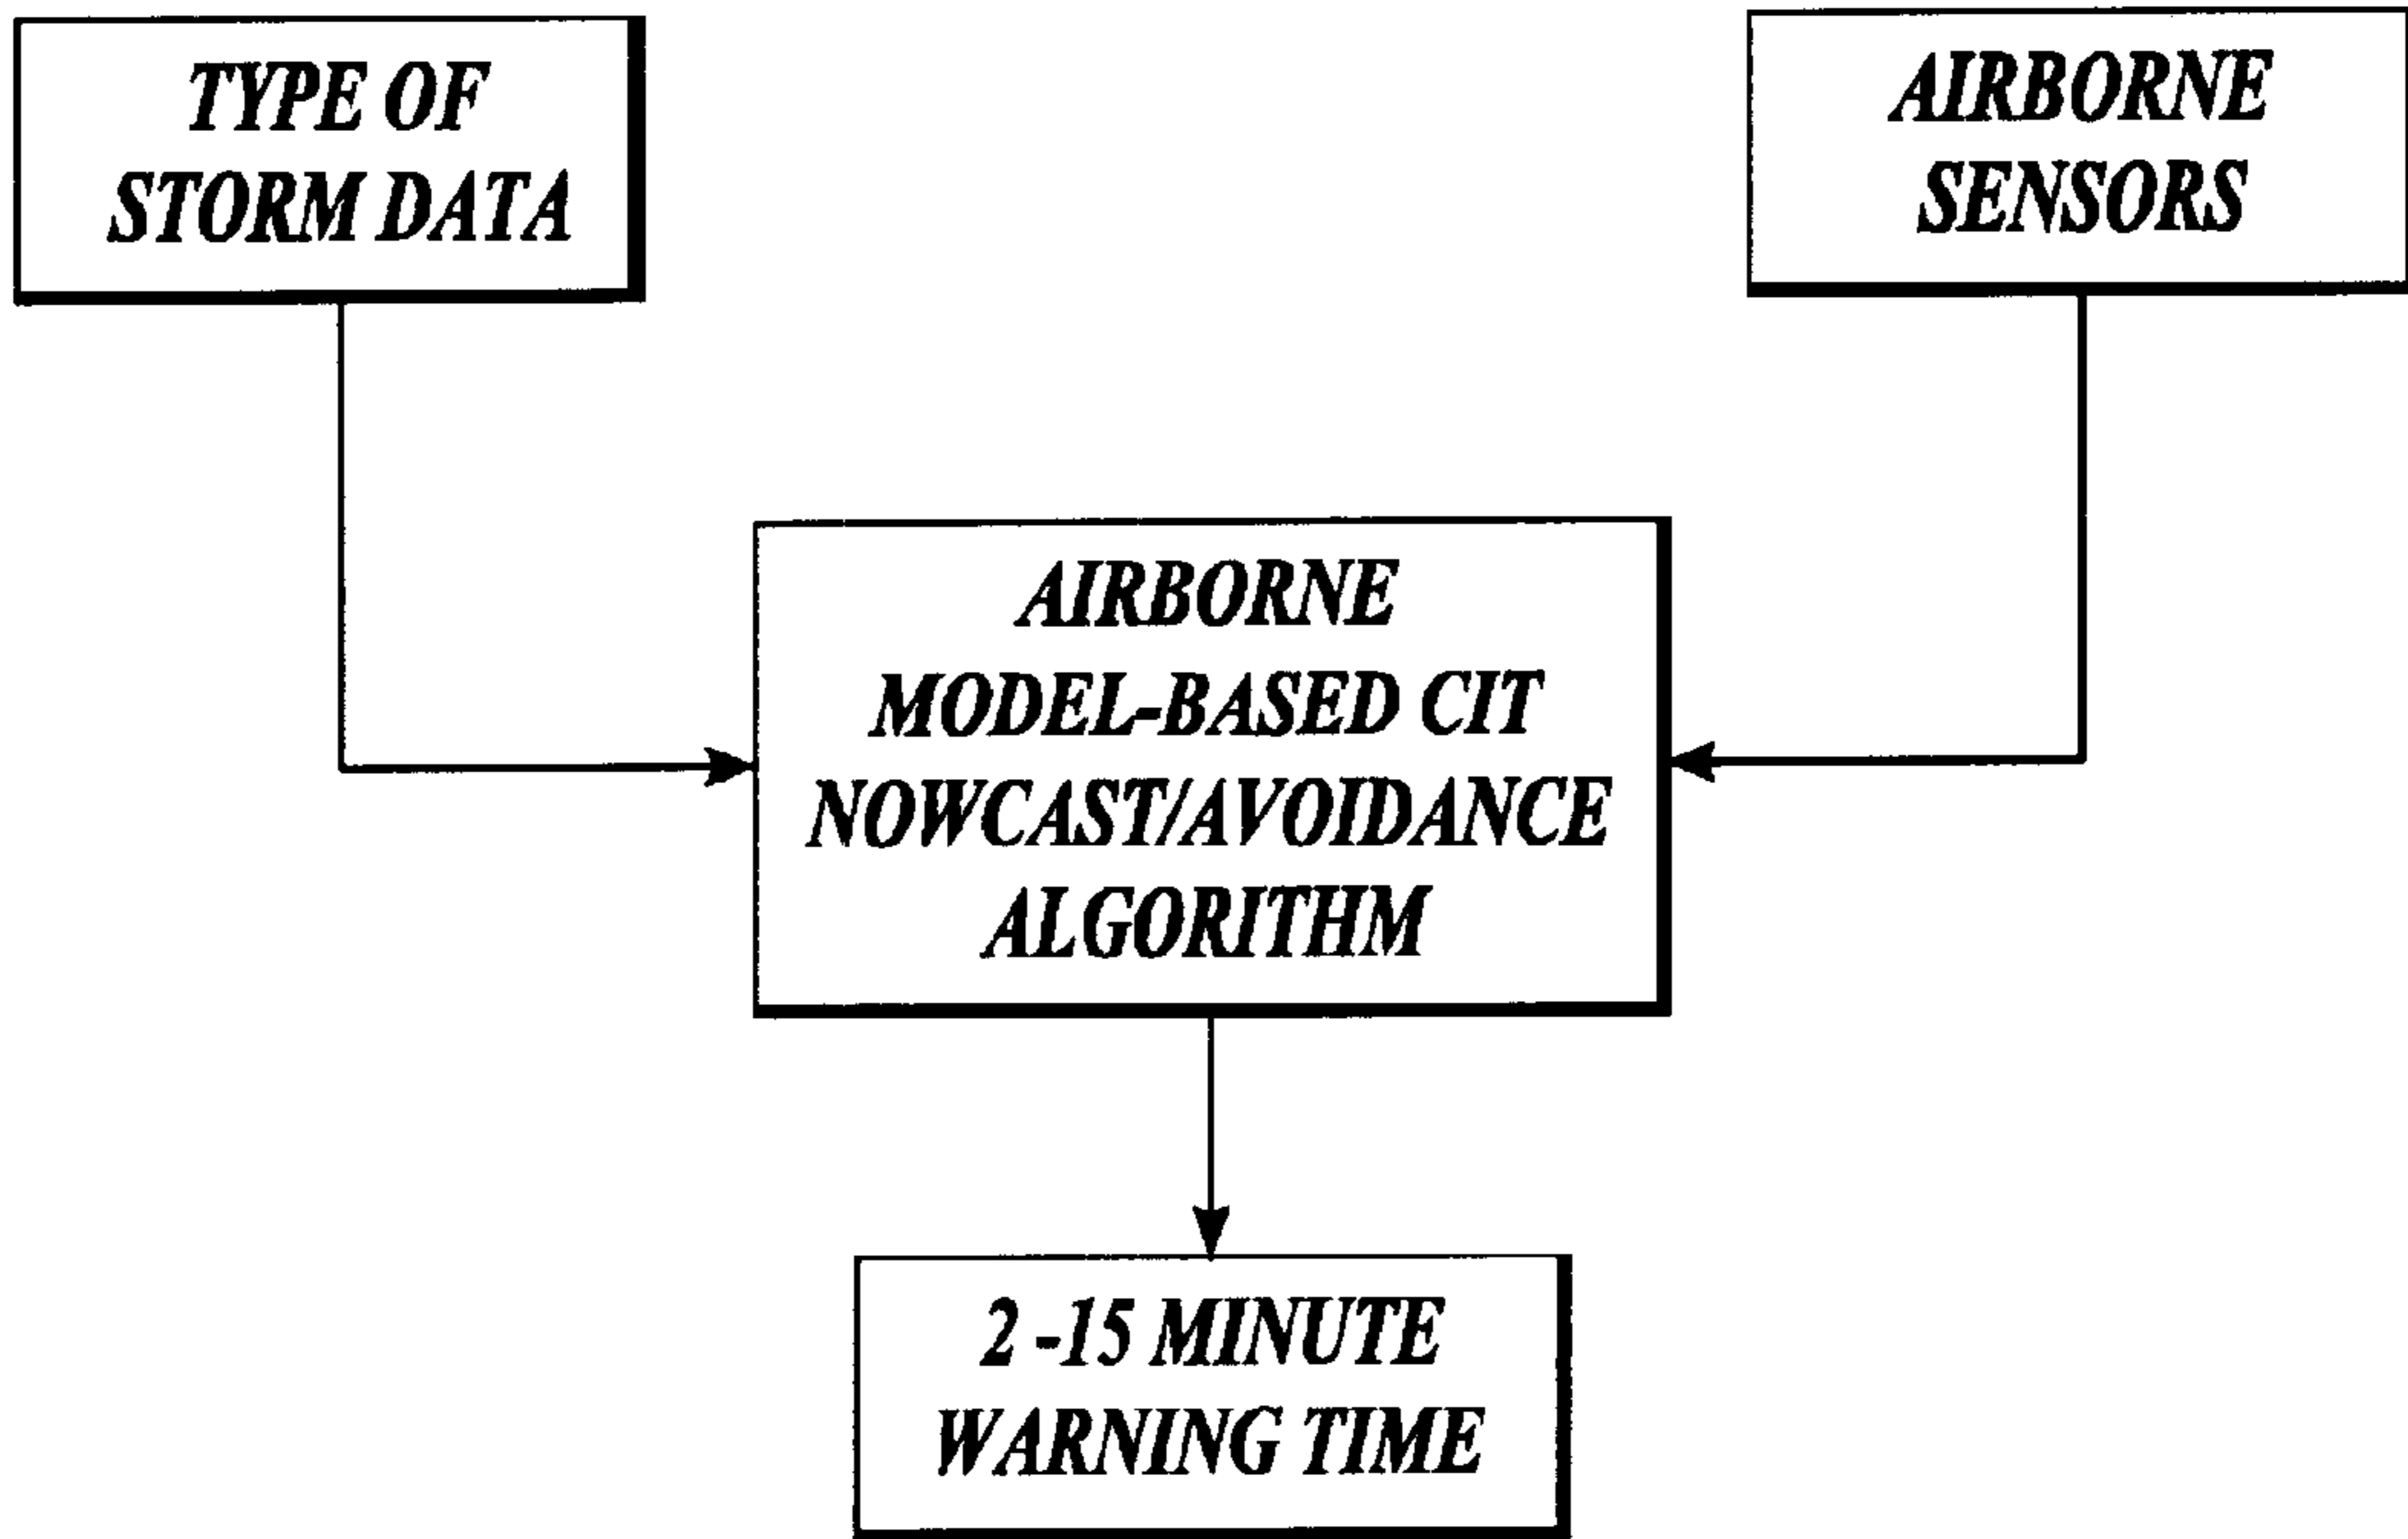 TYPE OF
STORM DATA
AIRBORNE
SENSORS
AIRBORNE
MODEL-BASED CIT
NOWCAST/AVOIDANCE
ALGORITHM
2 -15 MINUTE
WARNING TIME